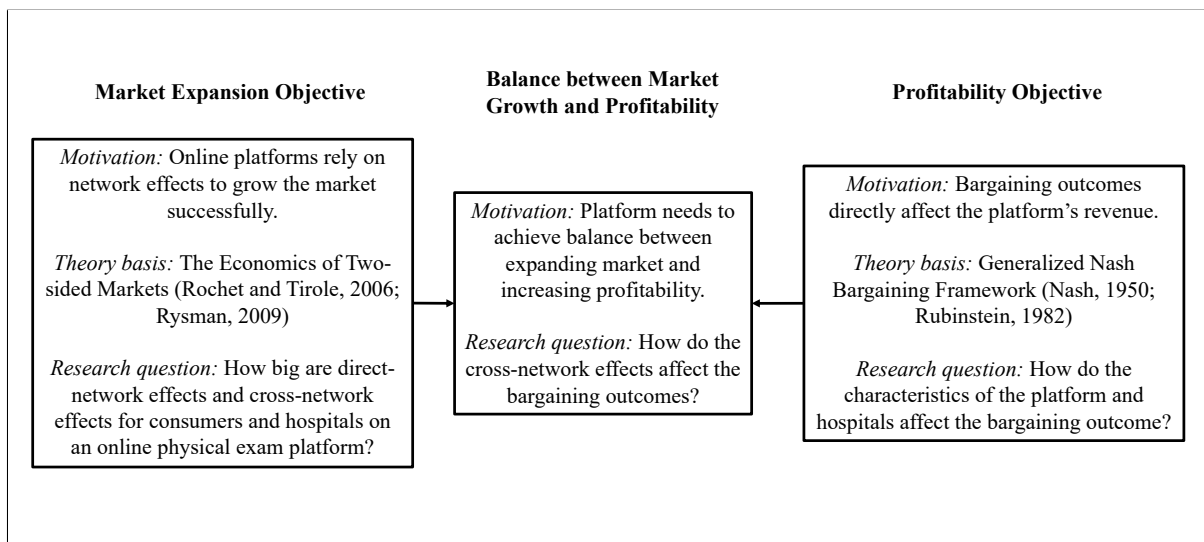 Market Expansion Objective
Motivation: Online platforms rely on
network effects to grow the market
successfully.
Theory basis: The Economics of Two-
sided Markets (Rochet and Tirole, 2006;
Rysman, 2009)
Research question: How big are direct-
network effects and cross-network
effects for consumers and hospitals on
an online physical exam platform?
Balance between Market
Growth and Profitability
Motivation: Platform needs to
achieve balance between
expanding market and
increasing profitability.
Research question: How do the
cross-network effects affect the
bargaining outcomes?
Profitability Objective
Motivation: Bargaining outcomes
directly affect the platform's revenue.
Theory basis: Generalized Nash
Bargaining Framework (Nash, 1950;
Rubinstein, 1982)
Research question: How do the
characteristics of the platform and
hospitals affect the bargaining outcome?